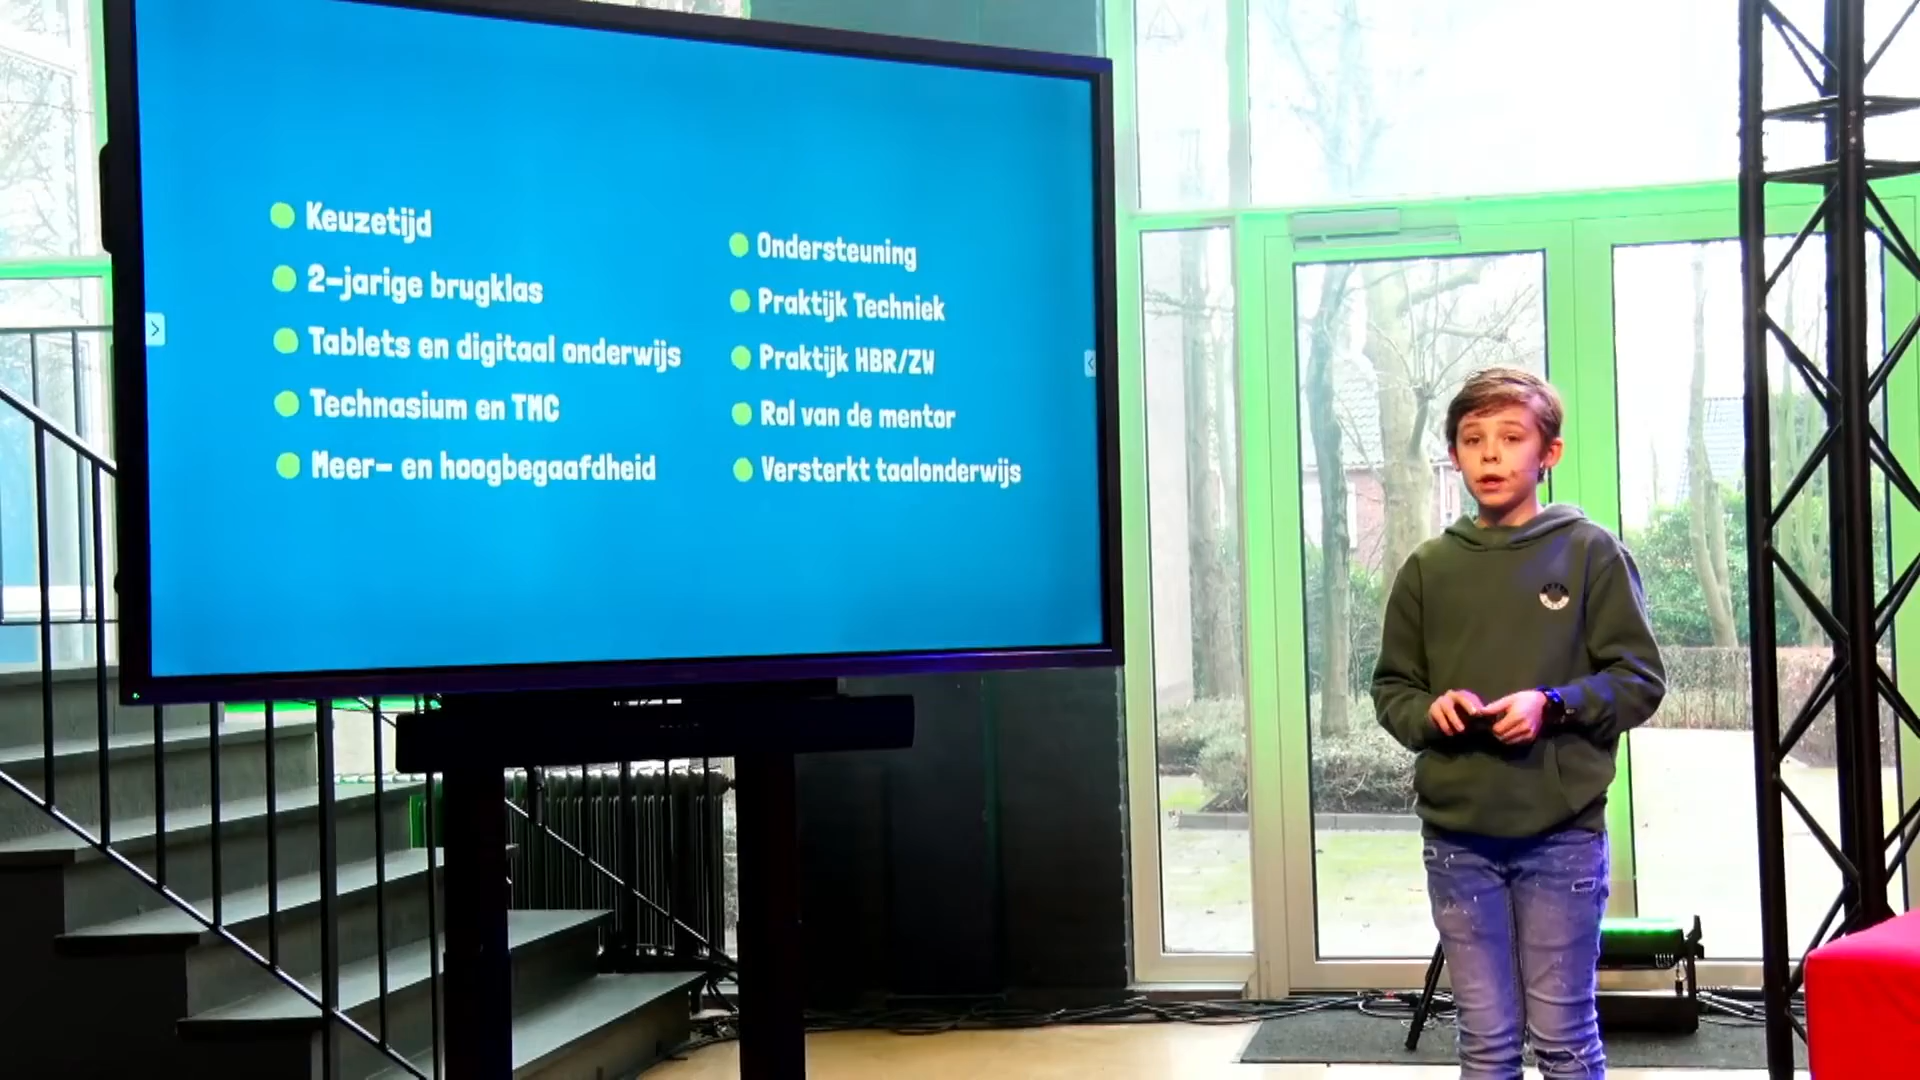 Keuzetijd
2-jarige brugklas
Tablets en digitaal onderwijs
Technasium en TMC
Meer- en hoogbegaafdheid
Ondersteuning
Praktijk Techniek
Praktijk HBR/ZW
Rol van de mentor
Versterkt taalonderwijs